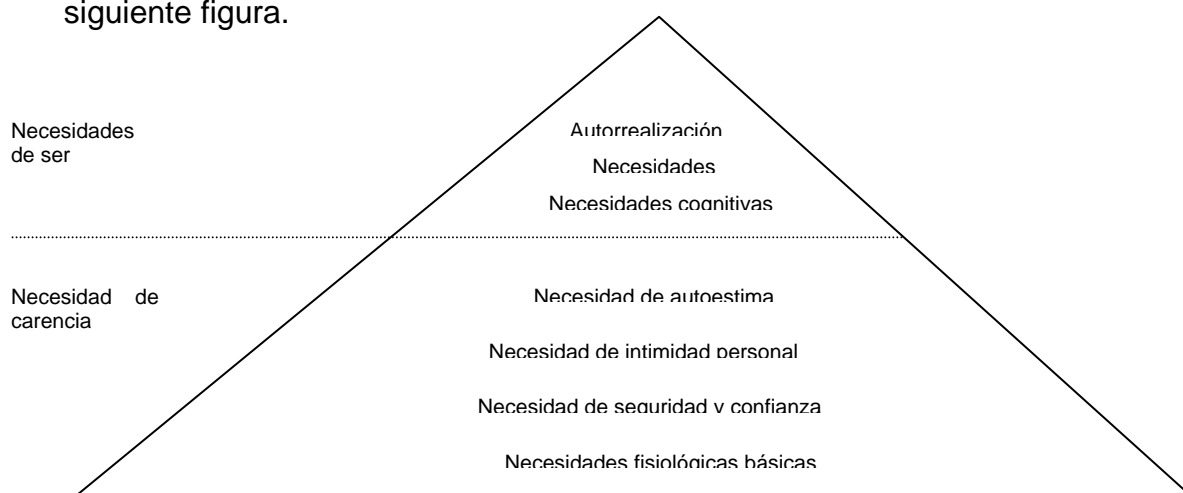 siguiente figura.
Necesidades
de ser
Autorrealización
Necesidades
Necesidades cognitivas
Necesidad de
carencia
Necesidad de autoestima
Necesidad de intimidad personal
Necesidad de seguridad y confianza
Necesidades fisiológicas básicas